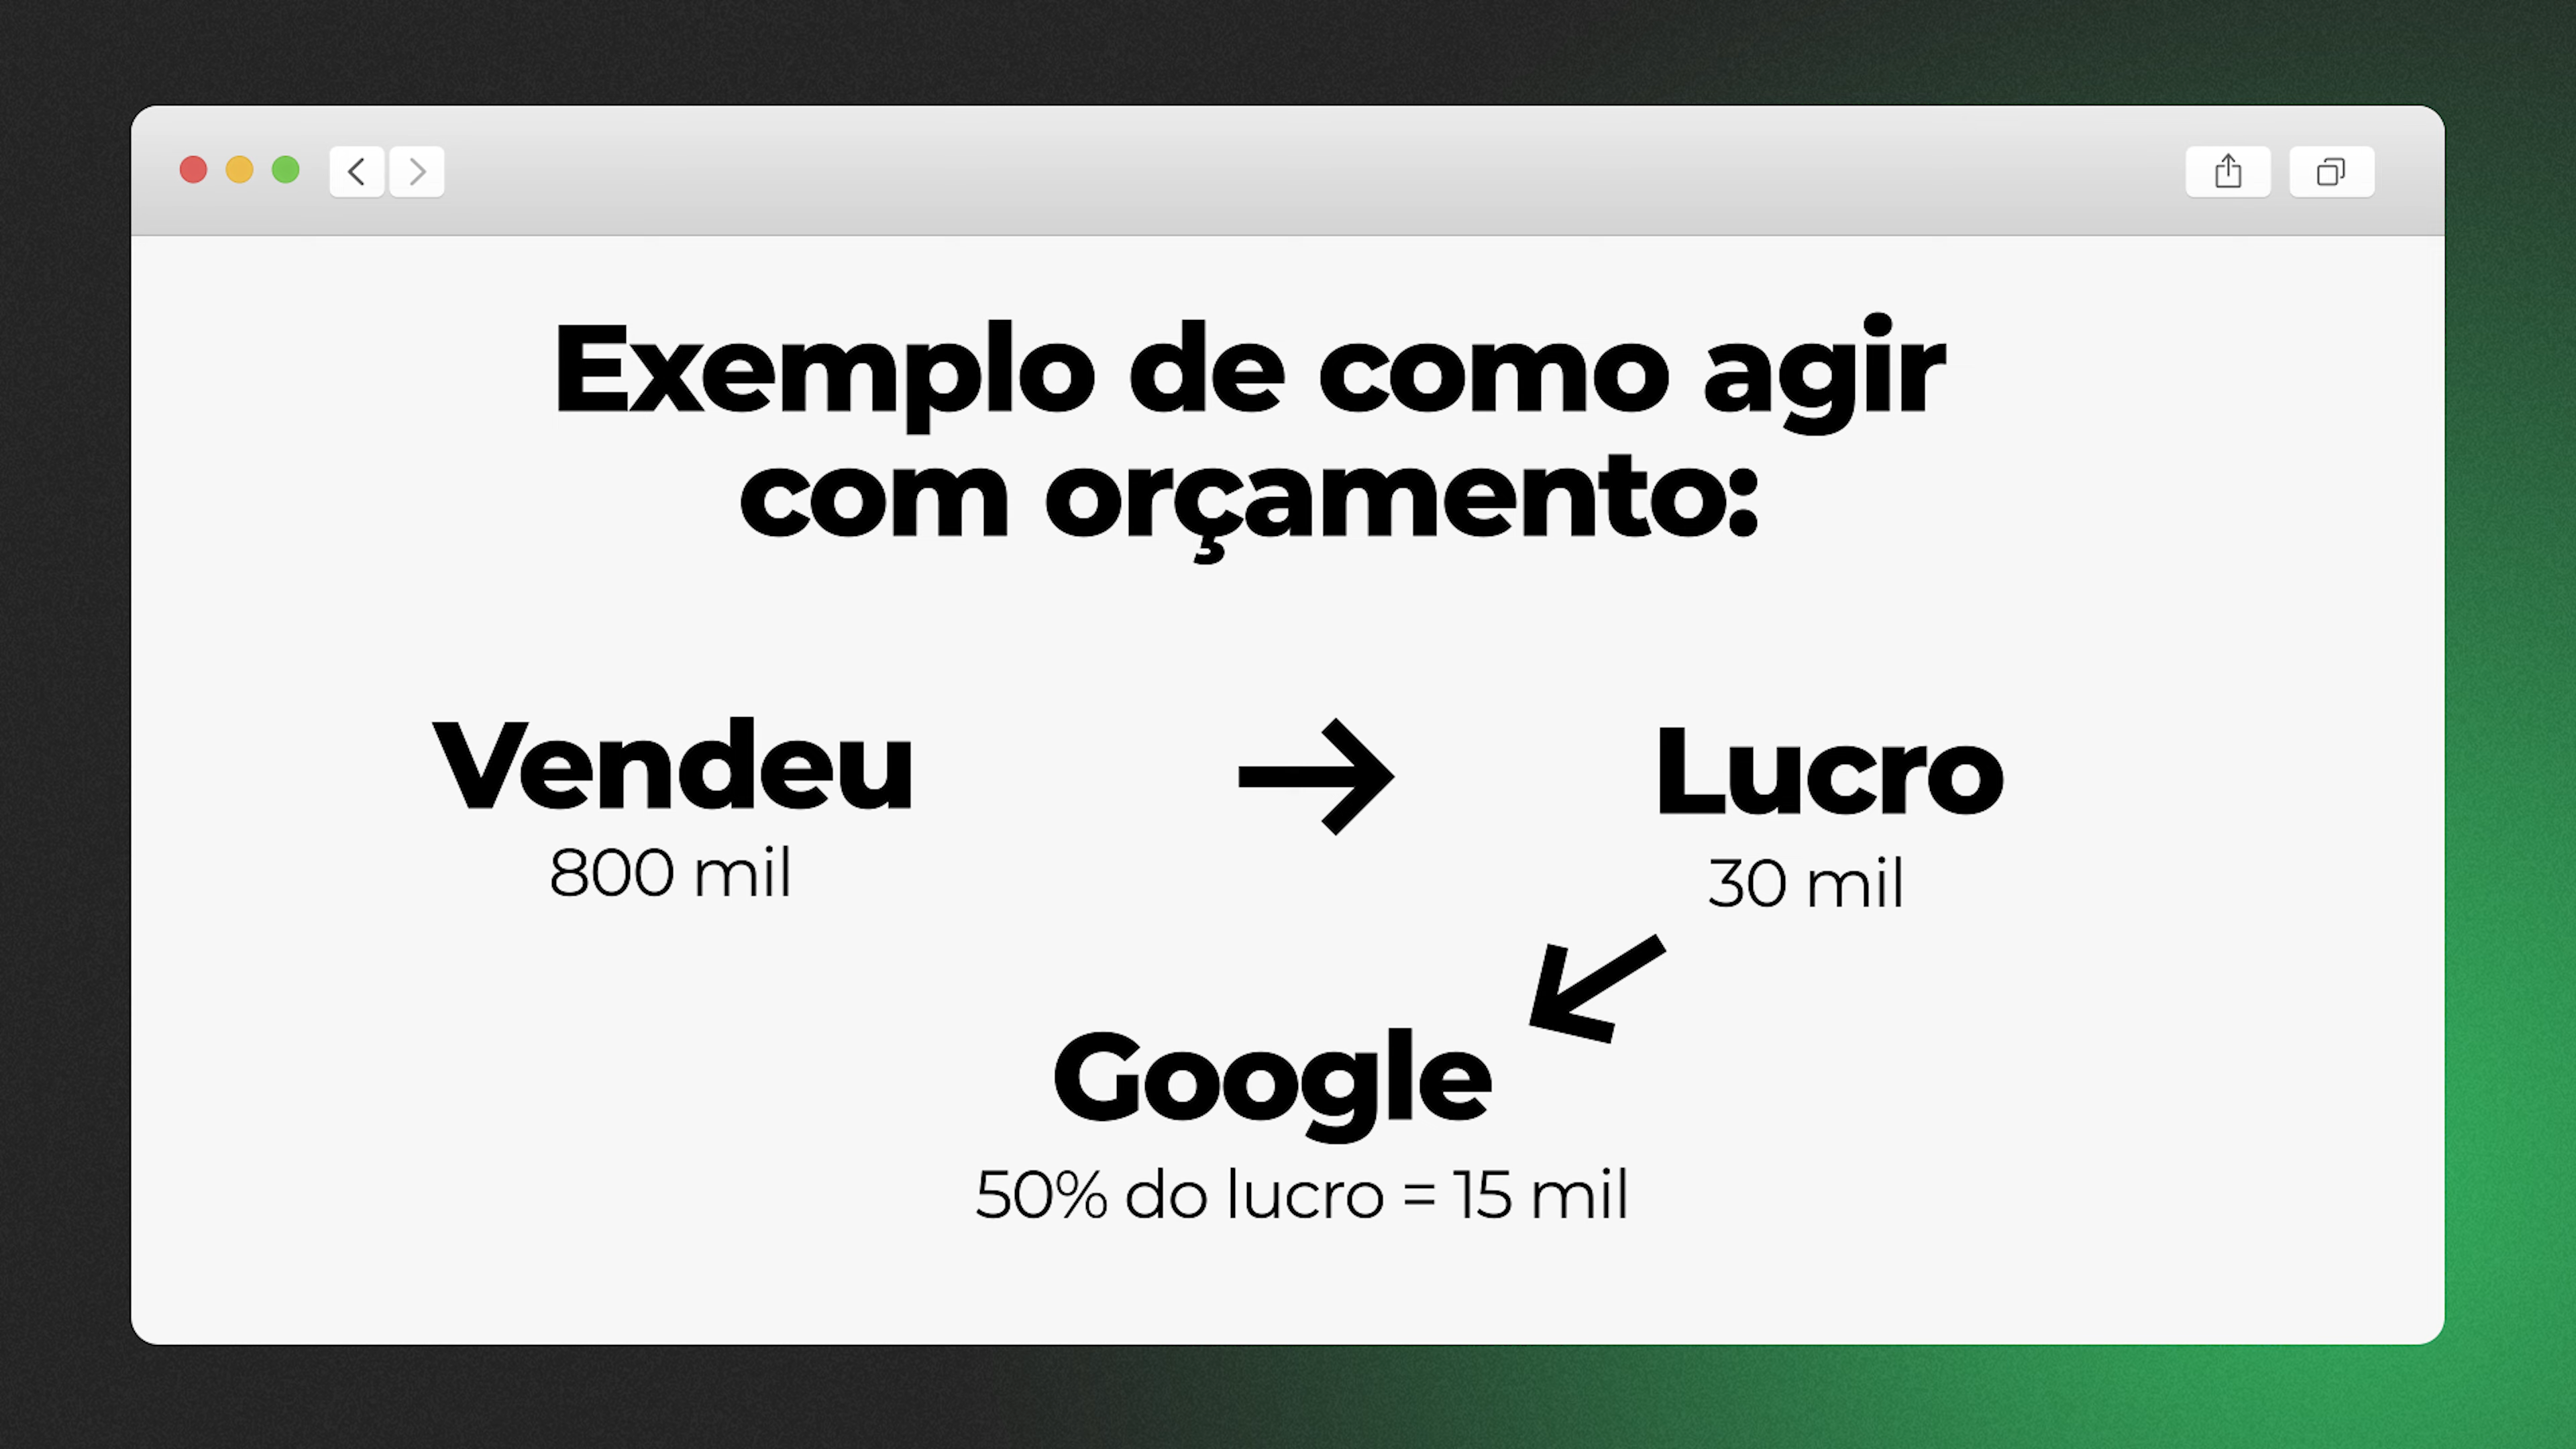 Exemplo de como agir
com orçamento:
Vendeu
800 mil
Lucro
30 mil
Google
50% do lucro = 15 mil